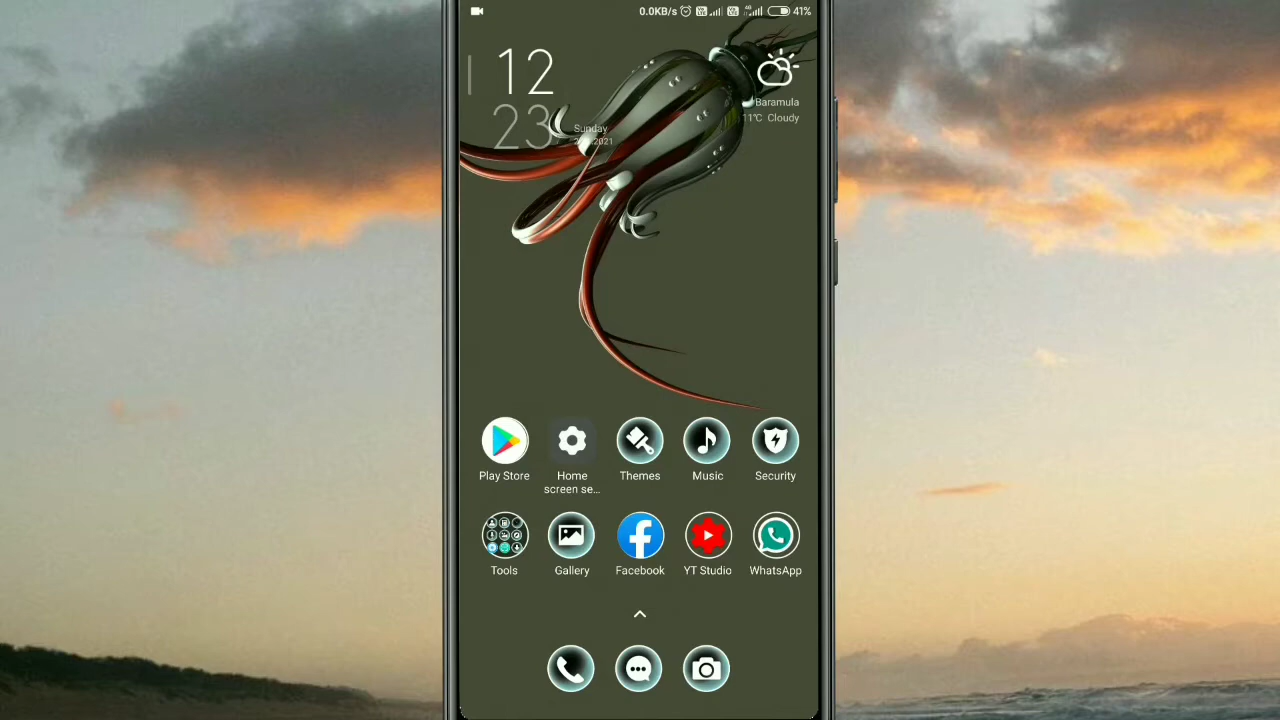 0.0KB/s 41%
12
23
Sunday
Baramula
11°C Cloudy
Play Store
Home
screen se...
Themes
Music
Security
Tools
Gallery
Facebook
YT Studio
WhatsApp